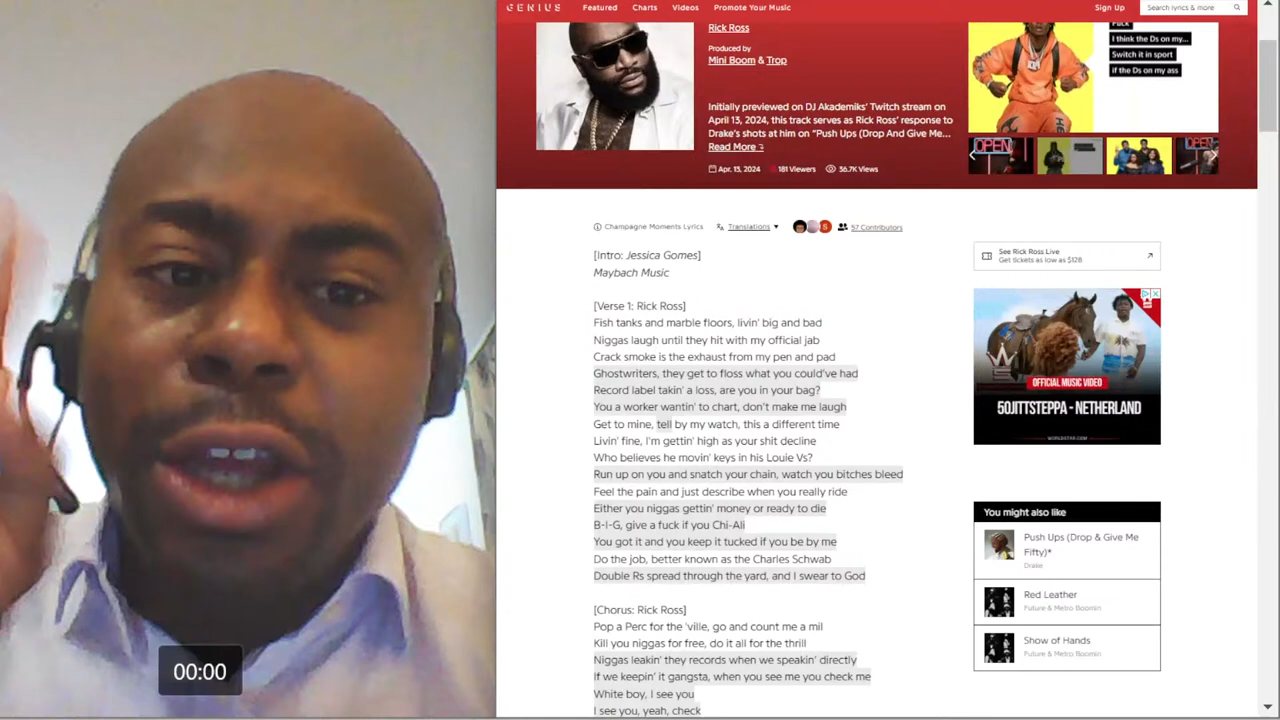 GENIUS
Featured
Charts
Videos
Promote Your Music
Sign Up
Search lyrics & more
Rick Ross
Produced by
Mini Boom & Trop
Initially previewed on DJ Akademiks' Twitch stream on
April 13, 2024, this track serves as Rick Ross' response to
Drake's shots at him on "Push Ups (Drop And Give Me...
Read More
Apr. 13, 2024
181 Viewers
36.7K Views
I think the Ds on my...
Switch it in sport
if the Ds on my ass
OPEN
OPEN
Champagne Moments Lyrics
Translations
57 Contributors
[Intro: Jessica Gomes]
Maybach Music
[Verse 1: Rick Ross]
Fish tanks and marble floors, livin' big and bad
Niggas laugh until they hit with my official jab
Crack smoke is the exhaust from my pen and pad
Ghostwriters, they get to floss what you could've had
Record label takin' a loss, are you in your bag?
You a worker wantin' to chart, don't make me laugh
Get to mine, tell by my watch, this a different time
Livin' fine, I'm gettin' high as your shit decline
Who believes he movin' keys in his Louie Vs?
Run up on you and snatch your chain, watch you bitches bleed
Feel the pain and just describe when you really ride
Either you niggas gettin' money or ready to die
B-I-G, give a fuck if you Chi-Ali
You got it and you keep it tucked if you be by me
Do the job, better known as the Charles Schwab
Double Rs spread through the yard, and I swear to God
[Chorus: Rick Ross]
Pop a Perc for the 'ville, go and count me a mil
Kill you niggas for free, do it all for the thrill
Niggas leakin' they records when we speakin' directly
If we keepin' it gangsta, when you see me you check me
White boy, I see you
I see you, yeah, check
See Rick Ross Live
Get tickets as low as $128
OFFICIAL MUSIC VIDEO
50JITTSTEPPA - NETHERLAND
WORLDSTAR.COM
You might also like
Push Ups (Drop & Give Me
Fifty)*
Drake
Red Leather
Future & Metro Boomin
Show of Hands
Future & Metro Boomin
00:00